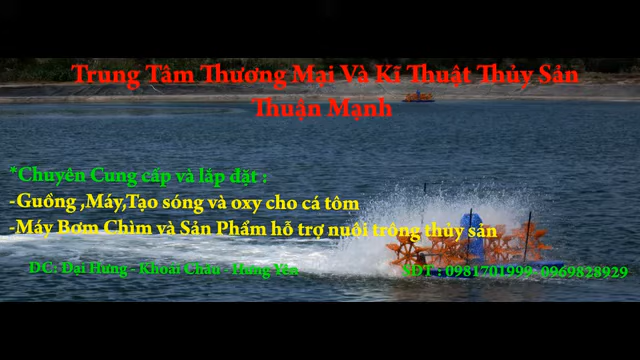 Trung Tâm Thương Mại Và Kĩ Thuật Thủy Sản
Thuận Mạnh
*Chuyên Cung cấp và lắp đặt :
-Guồng ,Máy,Tạo sóng và oxy cho cá tôm
-Máy Bơm Chìm và Sản Phẩm hỗ trợ nuôi trông thủy sản
DC: Đại Hưng - Khoái Châu - Hưng Yên
SĐT : 0981701999- 0969828929